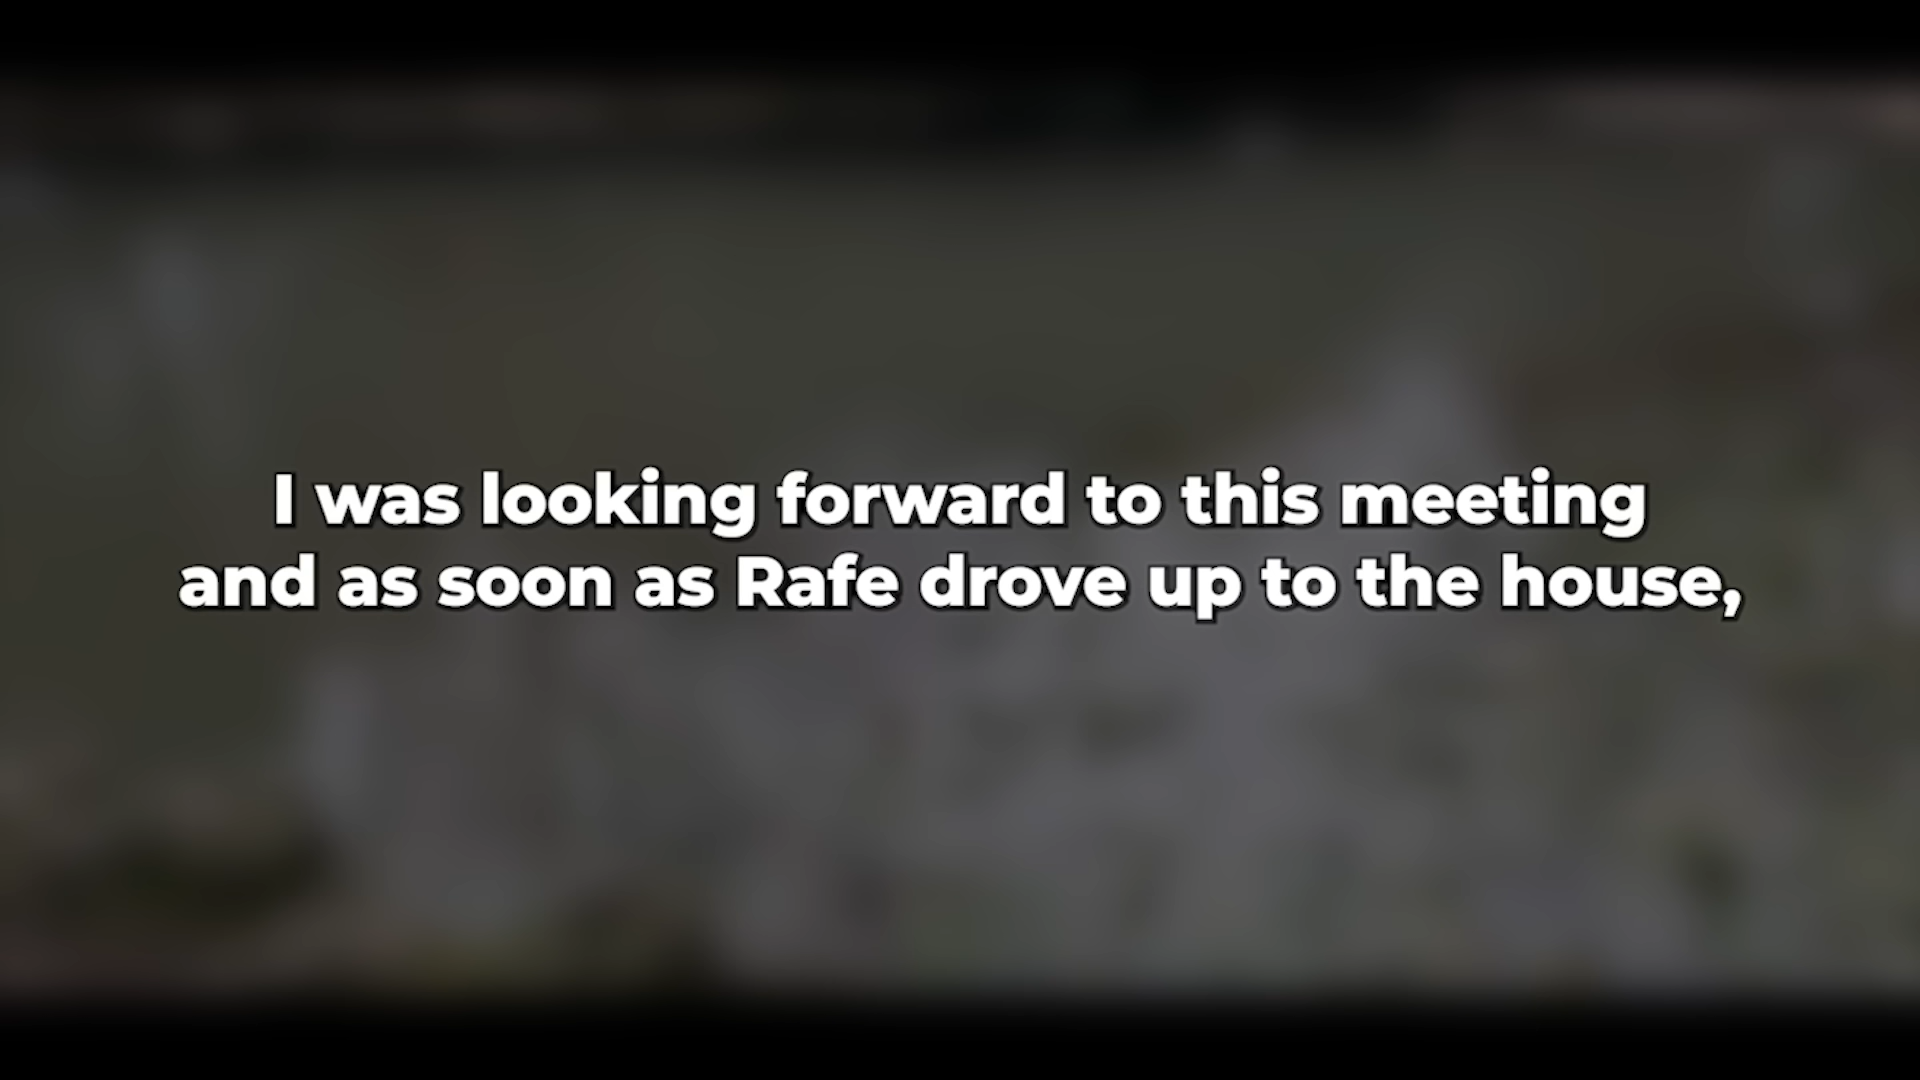 I was looking forward to this meeting
and as soon as Rafe drove up to the house,